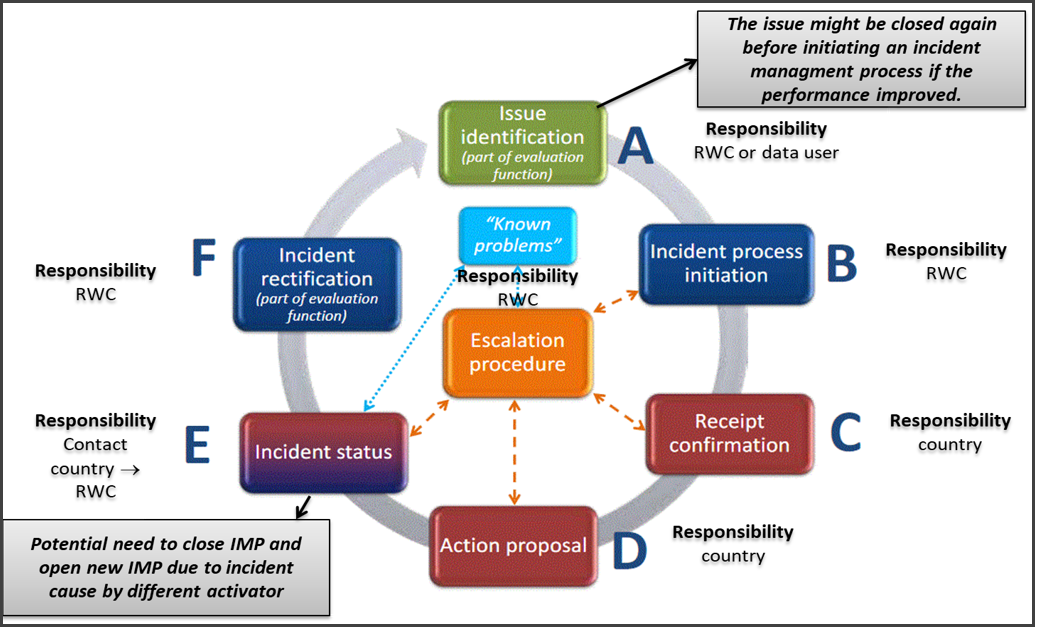 The issue might be closed again
before initiating an incident
managment process if the
performance improved.
Issue
identification
(part of evaluation
function)
A
Responsibility
RWC or data user
"Known
problems"
Responsibility
RWC
Incident process
initiation
B
Responsibility
RWC
F
Incident
rectification
(part of evaluation
function)
Responsibility
RWC
Escalation
procedure
Receipt
confirmation
C
Responsibility
country
Responsibility
Contact
country →
RWC
E
Incident status
Action proposal
D
Responsibility
country
Potential need to close IMP and
open new IMP due to incident
cause by different activator